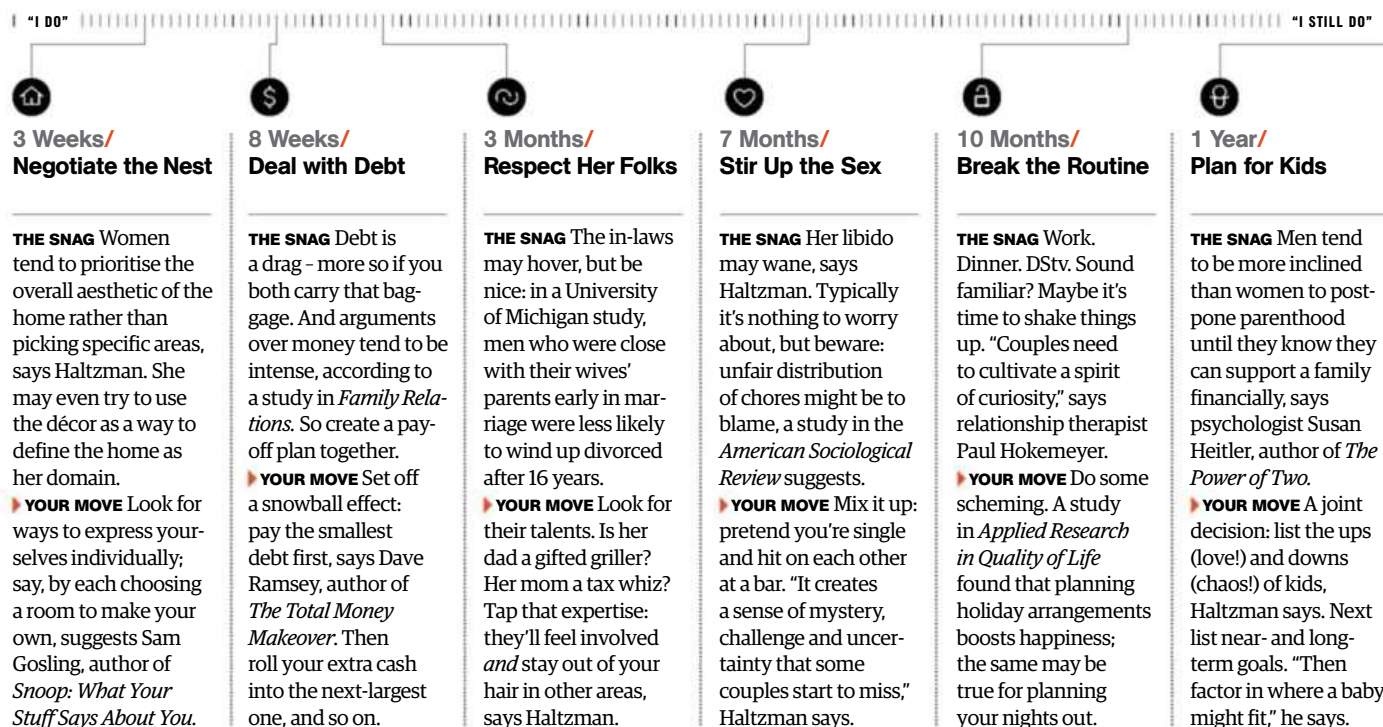 "I DO"
"I STILL DO"
3 Weeks/
Negotiate the Nest
THE SNAG Women
tend to prioritise the
overall aesthetic of the
home rather than
picking specific areas,
says Haltzman. She
may even try to use
the décor as a way to
define the home as
her domain.
YOUR MOVE Look for
ways to express your-
selves individually;
say, by each choosing
a room to make your
own, suggests Sam
Gosling, author of
Snoop: What Your
Stuff Says About You.
8 Weeks/
Deal with Debt
THE SNAG Debt is
a drag – more so if you
both carry that bag-
gage. And arguments
over money tend to be
intense, according to
a study in Family Rela-
tions. So create a pay-
off plan together.
YOUR MOVE Set off
a snowball effect:
pay the smallest
debt first, says Dave
Ramsey, author of
The Total Money
Makeover. Then
roll your extra cash
into the next-largest
one, and so on.
3 Months/
Respect Her Folks
THE SNAG The in-laws
may hover, but be
nice: in a University
of Michigan study,
men who were close
with their wives'
parents early in mar-
riage were less likely
to wind up divorced
after 16 years.
YOUR MOVE Look for
their talents. Is her
dad a gifted griller?
Her mom a tax whiz?
Tap that expertise:
they'll feel involved
and stay out of your
hair in other areas,
says Haltzman.
7 Months/
Stir Up the Sex
THE SNAG Her libido
may wane, says
Haltzman. Typically
it's nothing to worry
about, but beware:
unfair distribution
of chores might be to
blame, a study in the
American Sociological
Review suggests.
YOUR MOVE Mix it up:
pretend you're single
and hit on each other
at a bar. "It creates
a sense of mystery,
challenge and uncer-
tainty that some
couples start to miss,"
Haltzman says.
10 Months/
Break the Routine
THE SNAG Work.
Dinner. DStv. Sound
familiar? Maybe it's
time to shake things
up. "Couples need
to cultivate a spirit
of curiosity," says
relationship therapist
Paul Hokemeyer.
YOUR MOVE Do some
scheming. A study
in Applied Research
in Quality of Life
found that planning
holiday arrangements
boosts happiness;
the same may be
true for planning
your nights out.
1 Year/
Plan for Kids
THE SNAG Men tend
to be more inclined
than women to post-
pone parenthood
until they know they
can support a family
financially, says
psychologist Susan
Heitler, author of The
Power of Two.
YOUR MOVE A joint
decision: list the ups
(love!) and downs
(chaos!) of kids,
Haltzman says. Next
list near- and long-
term goals. "Then
factor in where a baby
might fit," he says.